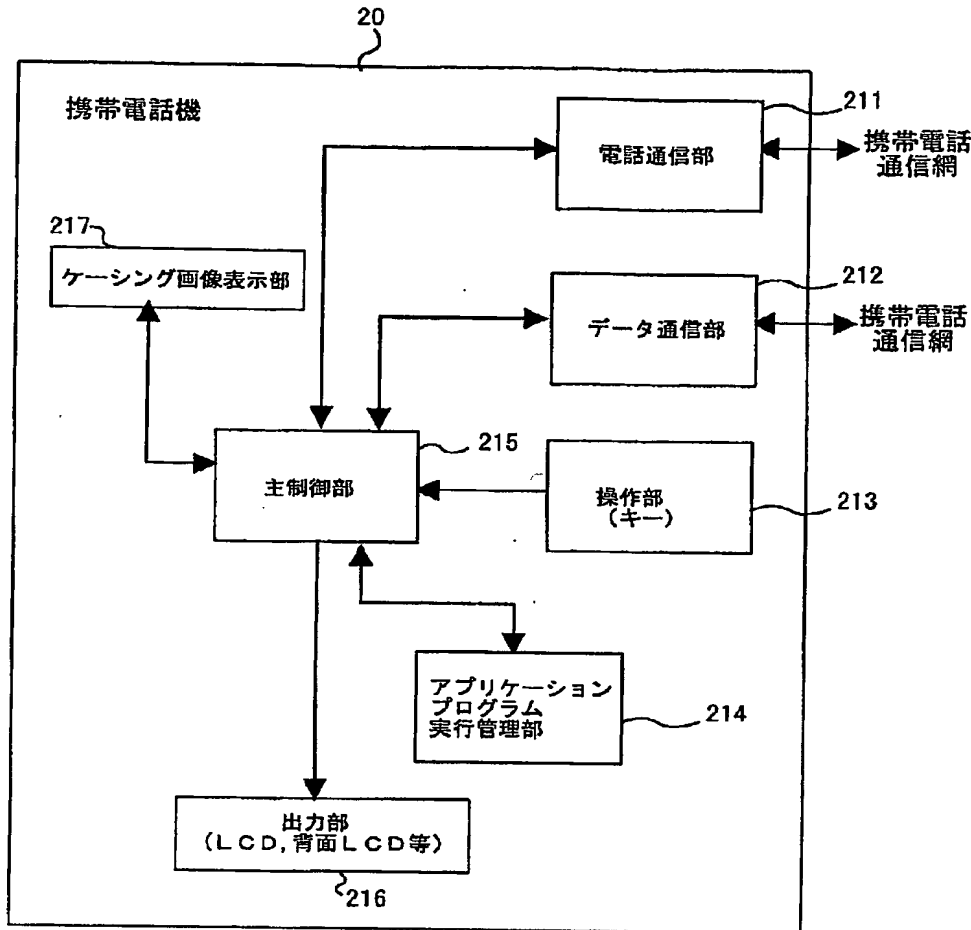 20
携帯電話機
211
電話通信部
携帯電話
通信網
217
ケーシング画像表示部
212
データ通信部
携帯電話
通信網
215
主制御部
操作部
(キー)
213
アプリケーション
プログラム
実行管理部
214
出力部
(LCD,背面LCD等)
216